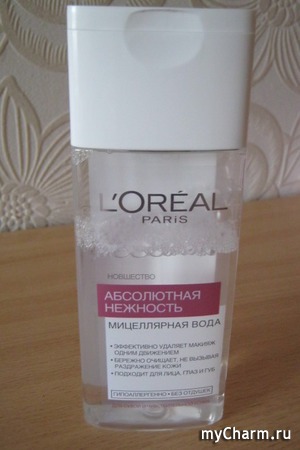 L'ORÉAL
PARIS
НОВШЕСТВО
АБСОЛЮТНАЯ
НЕЖНОСТЬ
МИЦЕЛЛЯРНАЯ ВОДА
• ЭФФЕКТИВНО УДАЛЯЕТ МАКИЯЖ
ОДНИМ ДВИЖЕНИЕМ
• БЕРЕЖНО ОЧИЩАЕТ, НЕ ВЫЗЫВАЯ
РАЗДРАЖЕНИЕ КОЖИ
• ПОДХОДИТ ДЛЯ ЛИЦА, ГЛАЗ И ГУБ
ГИПОАЛЛЕРГЕННО • БЕЗ ОТДУШЕК
myCharm.ru